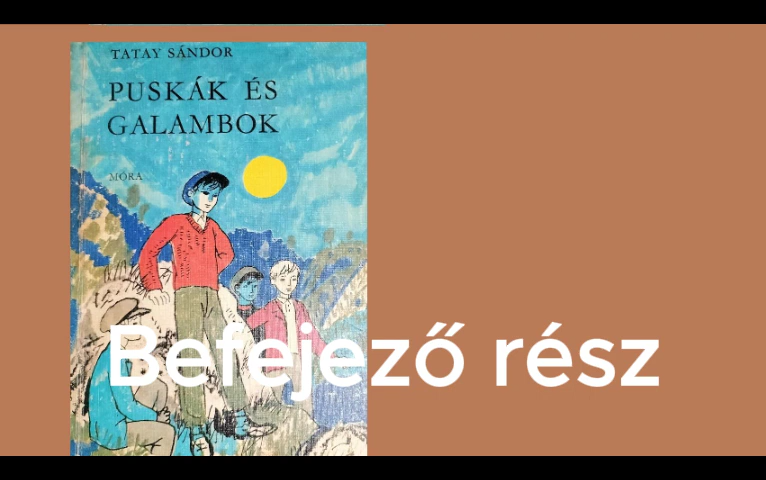 TATAY SÁNDOR
PUSKÁK ÉS
GALAMBOK
MÓRA
Befejező rész